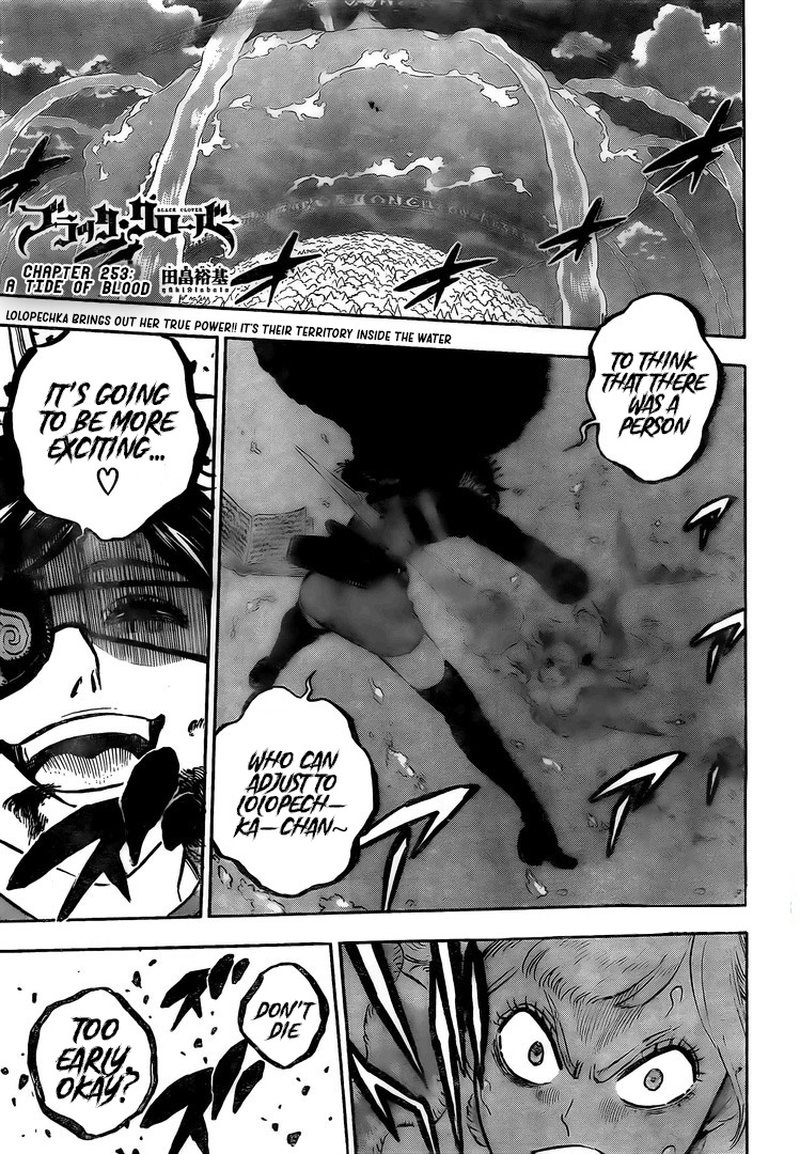 BLACK CLOVER
ブラッククローバー
CHAPTER 253:
A TIDE OF BLOOD
田畠裕基
LOLOPECHKA BRINGS OUT HER TRUE POWER!! IT'S THEIR TERRITORY INSIDE THE WATER
TO THINK
THAT THERE
WAS A
PERSON
WHO CAN
ADJUST TO
LOLOPECH-
KA-CHAN~
IT'S GOING
TO BE MORE
EXCITING...
♡
DON'T
DIE
TOO
EARLY,
OKAY?